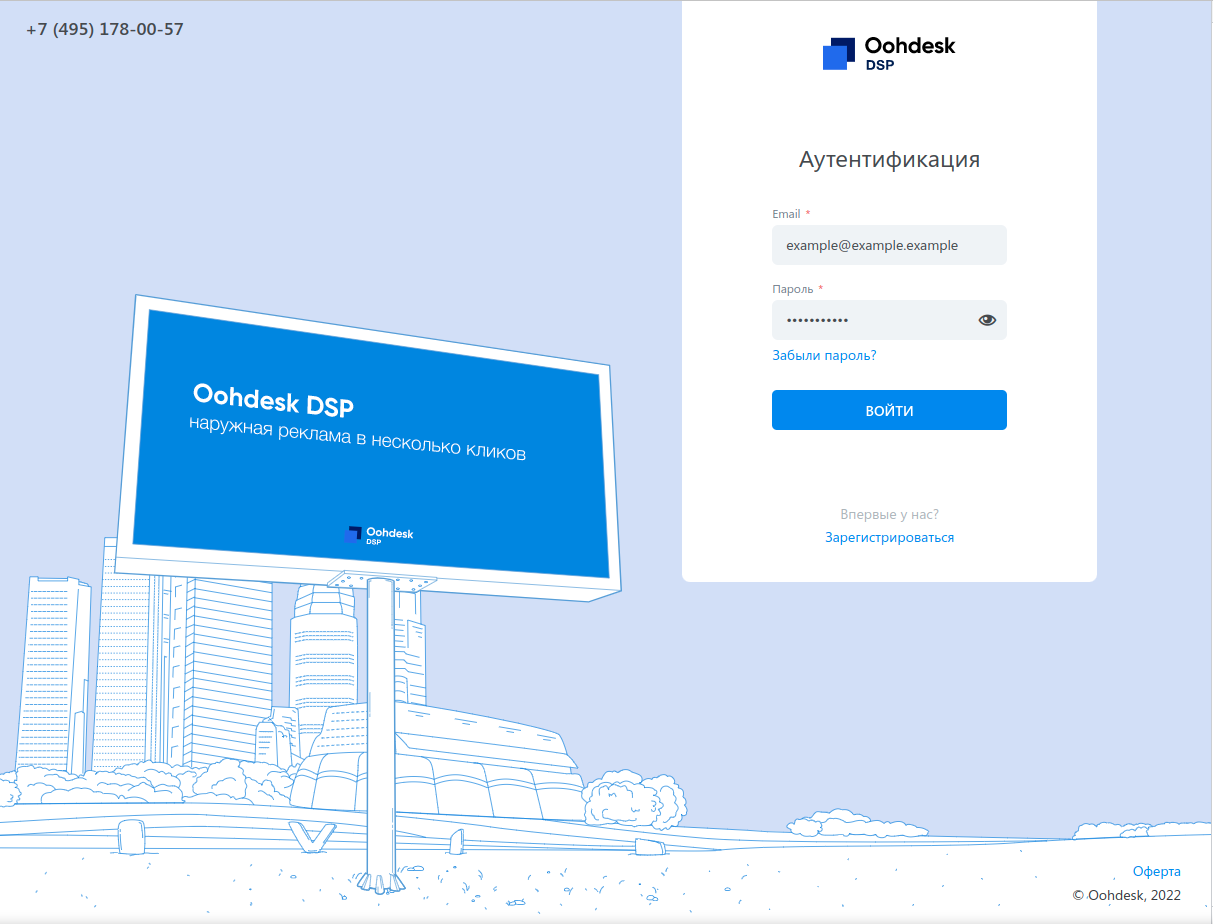 +7 (495) 178-00-57
Oohdesk
DSP
Аутентификация
Email *
example@example.example
Пароль *
•••••••••••
Забыли пароль?
ВОЙТИ
Впервые у нас?
Зарегистрироваться
Oohdesk DSP
наружная реклама в несколько кликов
Oohdesk
DSP
Оферта
© Oohdesk, 2022